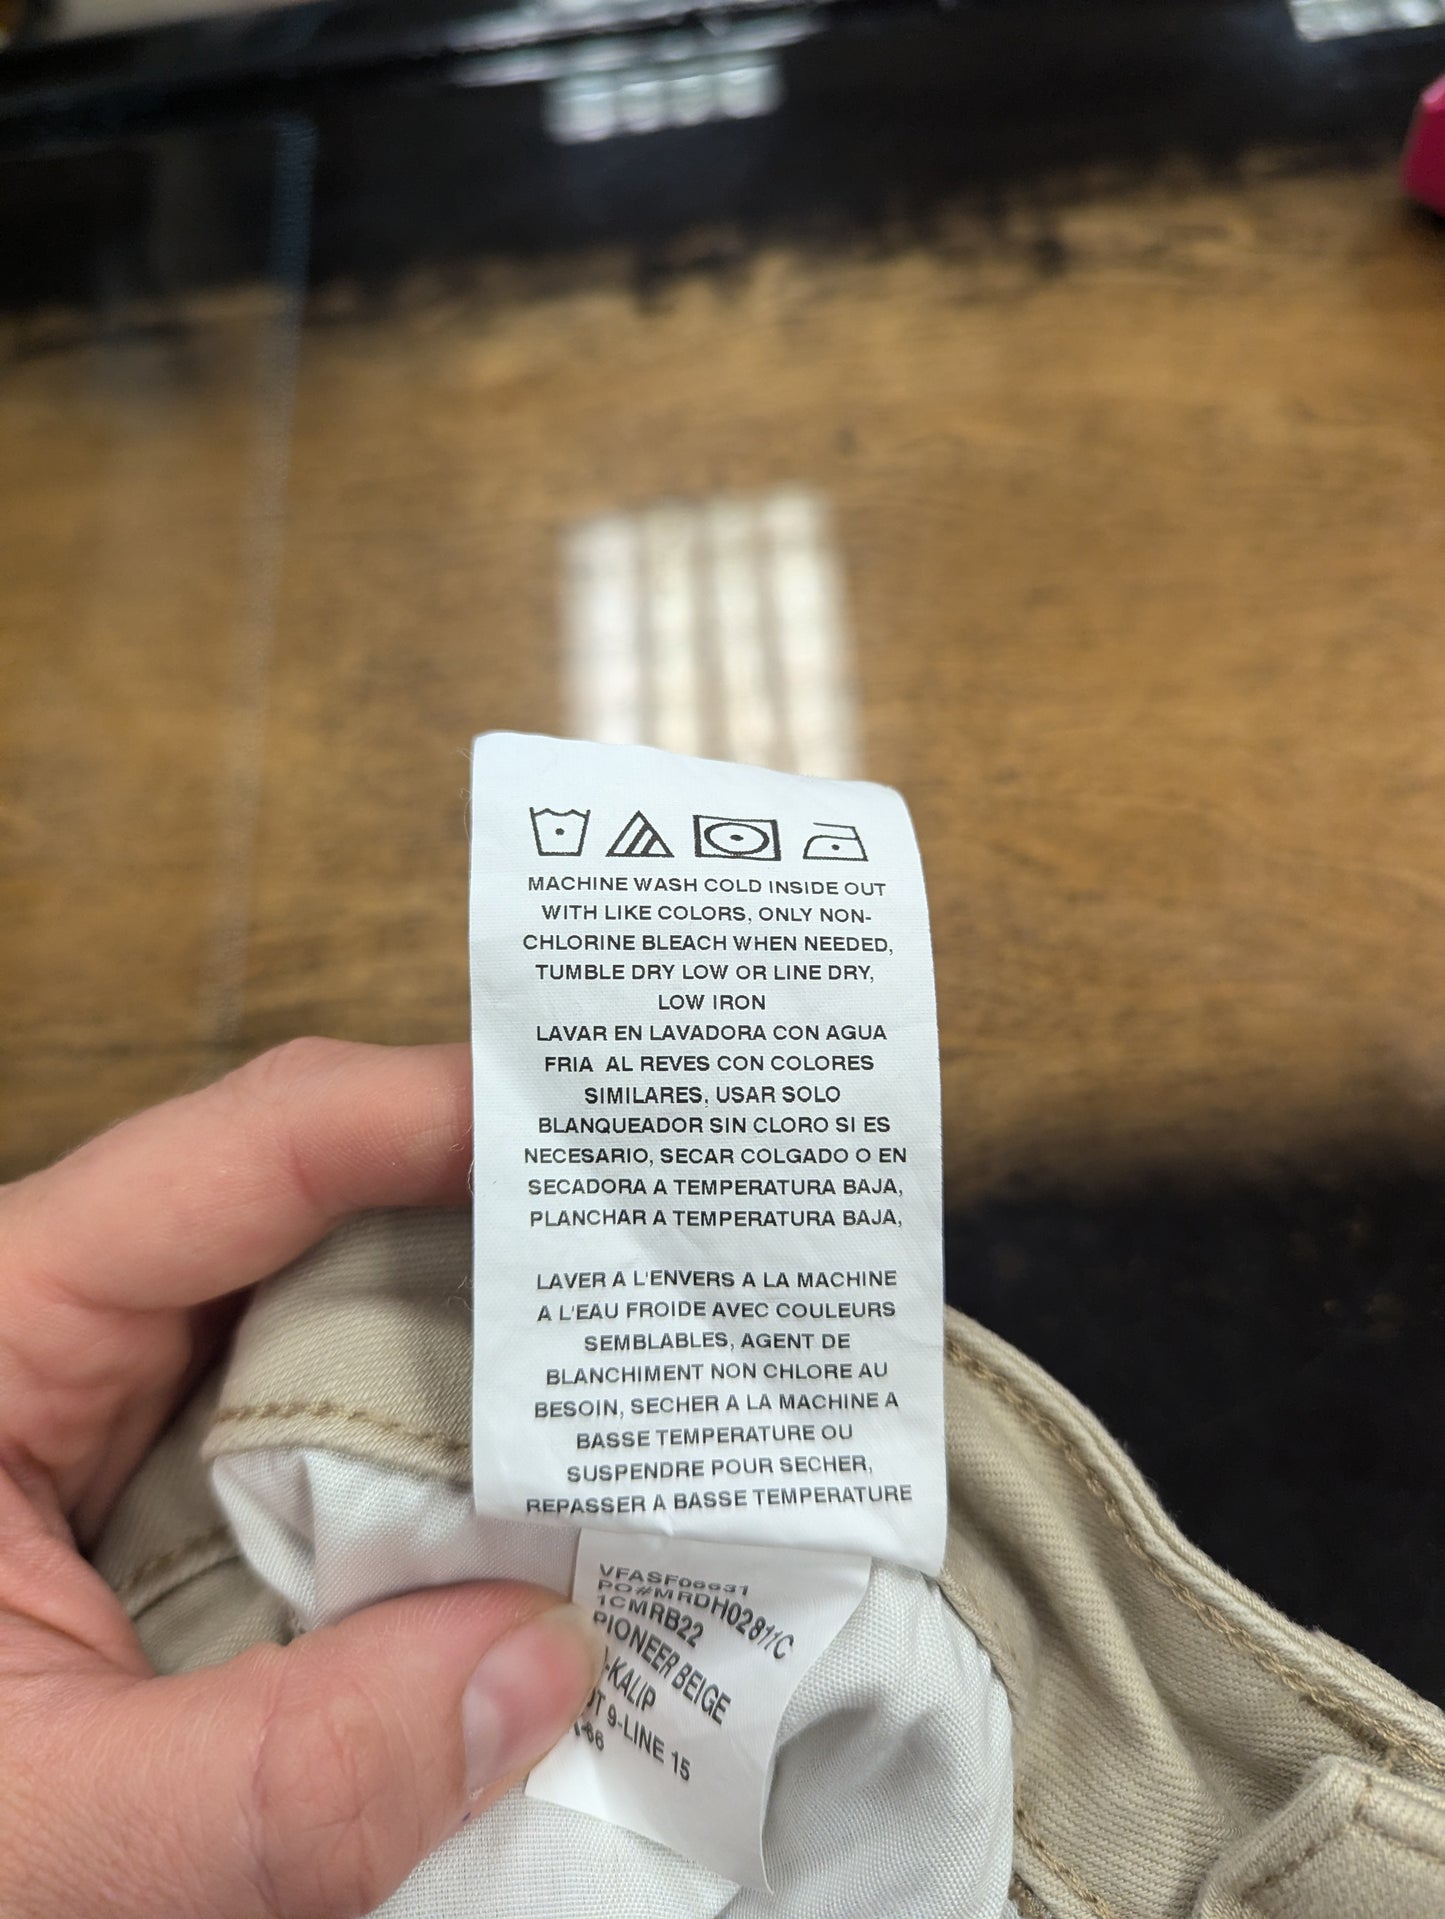 MACHINE WASH COLD INSIDE OUT
WITH LIKE COLORS, ONLY NON-
CHLORINE BLEACH WHEN NEEDED,
TUMBLE DRY LOW OR LINE DRY,
LOW IRON
LAVAR EN LAVADORA CON AGUA
FRIA AL REVES CON COLORES
SIMILARES, USAR SOLO
BLANQUEADOR SIN CLORO SI ES
NECESARIO, SECAR COLGADO O EN
SECADORA A TEMPERATURA BAJA,
PLANCHAR A TEMPERATURA BAJA,
LAVER A L'ENVERS A LA MACHINE
A L'EAU FROIDE AVEC COULEURS
SEMBLABLES, AGENT DE
BLANCHIMENT NON CHLORE AU
BESOIN, SECHER A LA MACHINE A
BASSE TEMPERATURE OU
SUSPENDRE POUR SECHER,
REPASSER A BASSE TEMPERATURE
PO#MRDH02811C
1CMRB22
PIONEER BEIGE
-KALIP
9-LINE 15